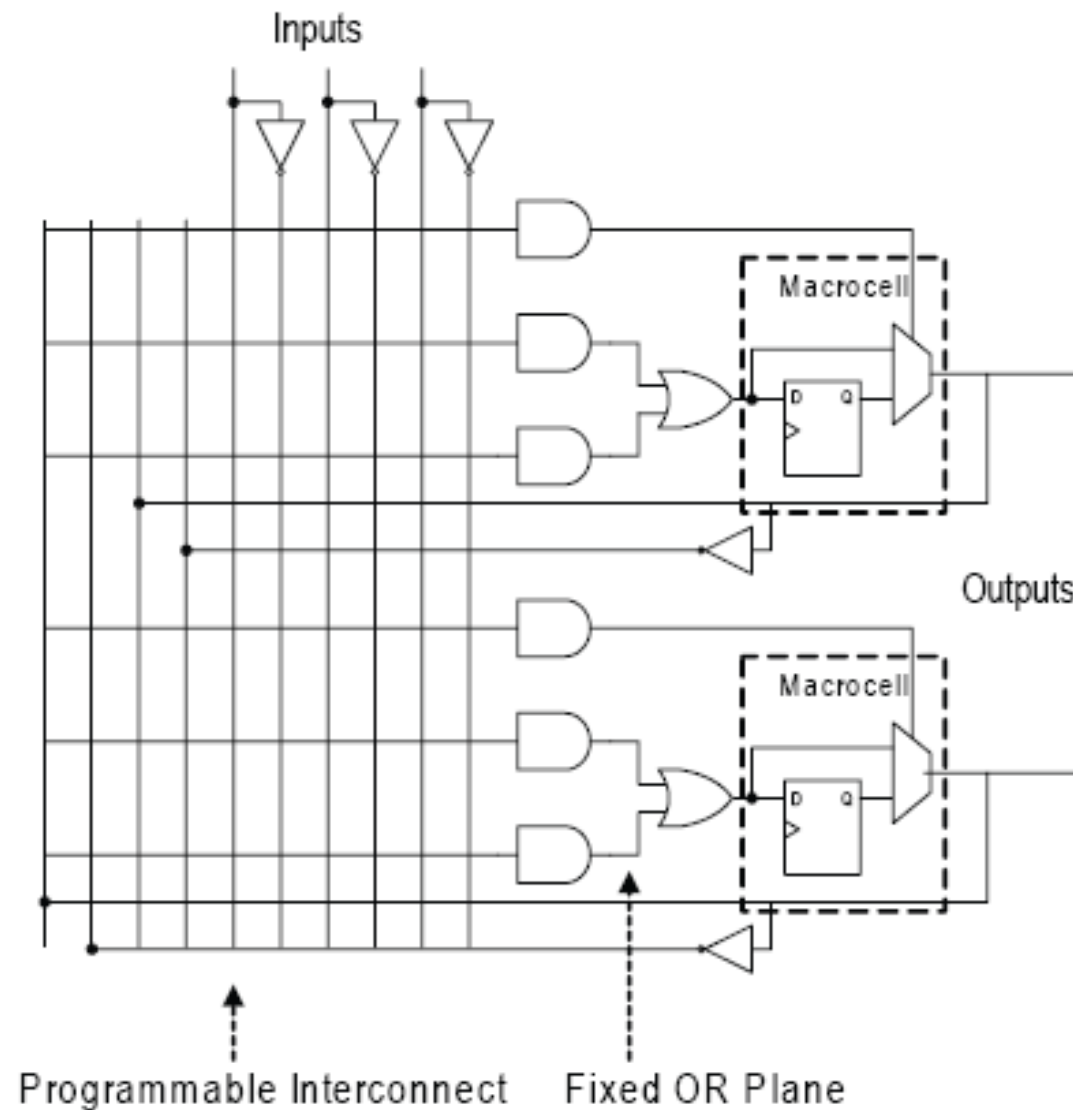 Inputs
Macrocell
D Q
Outputs
Macrocell
D Q
Programmable Interconnect Fixed OR Plane